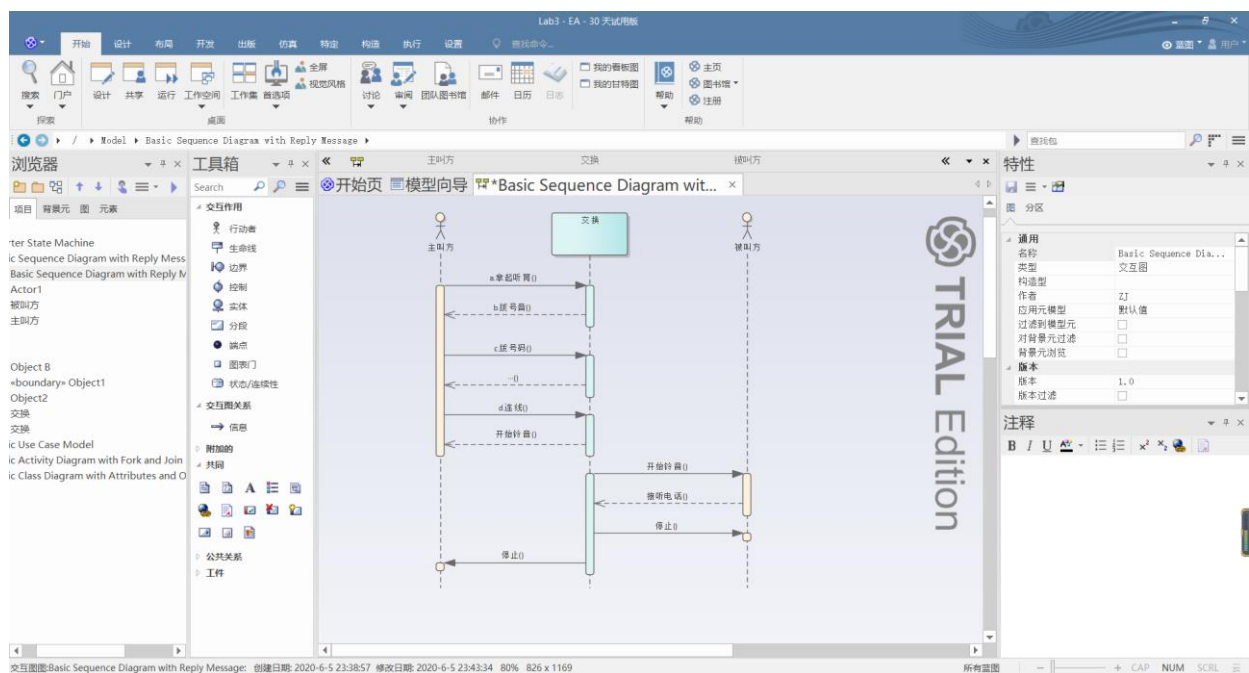 Lab3 - EA - 30 天试用版
开始 设计 布局 开发 出版 仿真 特定 构造 执行 设置 查找命令... 蓝图 用户
搜索 门户 设计 共享 运行 工作空间 工作集 首选项 全屏 视觉风格 讨论 审阅 团队图书馆 邮件 日历 日志 我的看板图 我的甘特图 帮助 主页 图书馆 注册
探索 桌面 协作 帮助
/ Model Basic Sequence Diagram with Reply Message 查找包
浏览器 工具箱 主叫方 交换 被叫方 特性
Search 开始页 模型向导 *Basic Sequence Diagram wit... ×
项目 背景元 图 元素
rter State Machine
ic Sequence Diagram with Reply Mess
Basic Sequence Diagram with Reply M
Actor1
被叫方
主叫方
Object B
«boundary» Object1
Object2
交换
交换
ic Use Case Model
ic Activity Diagram with Fork and Join
ic Class Diagram with Attributes and O
交互作用
行动者
生命线
边界
控制
实体
分段
端点
图表门
状态/连续性
交互图关系
信息
附加的
共同
公共关系
工件
主叫方
交换
被叫方
a.拿起听筒()
b.拨号音()
c.拨号码()
d.连线()
开始铃音()
开始铃音()
接听电话()
停止()
停止()
TRIAL Edition
图 分区
通用
名称 Basic Sequence Dia...
类型 交互图
构造型
作者 ZJ
应用元模型 默认值
过滤到模型元
对背景元过滤
背景元浏览
版本
版本 1.0
版本过滤
注释
B I U
交互图图:Basic Sequence Diagram with Reply Message: 创建日期: 2020-6-5 23:38:57 修改日期: 2020-6-5 23:43:34 80% 826 x 1169 所有蓝图 CAP NUM SCRL